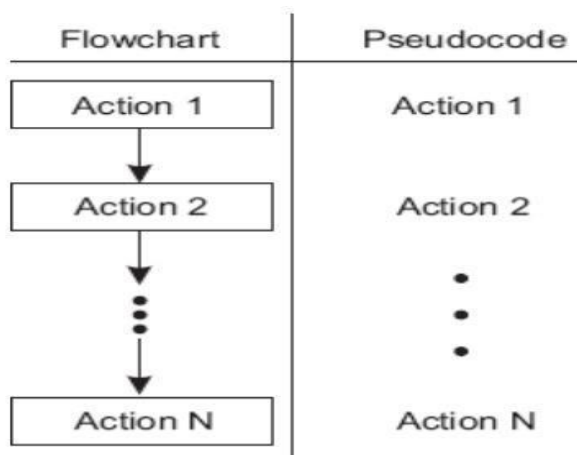 Flowchart Pseudocode
Action 1 Action 1
Action 2 Action 2
Action N Action N